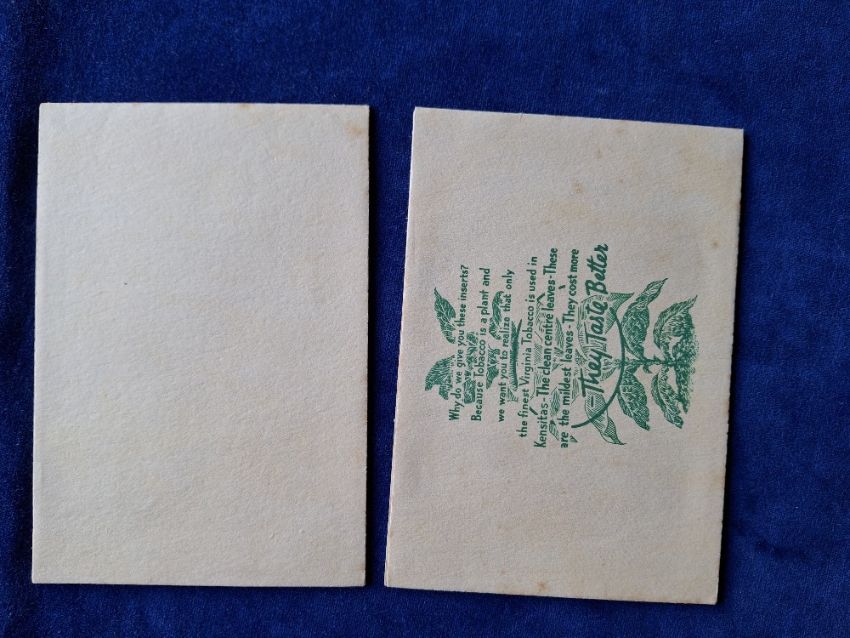 Why do we give you these inserts?
Because Tobacco is a plant and
we want you to realize that only
the finest Virginia Tobacco is used in
Kensitas - The clean centre leaves - These
are the mildest leaves - They cost more
- They Taste Better